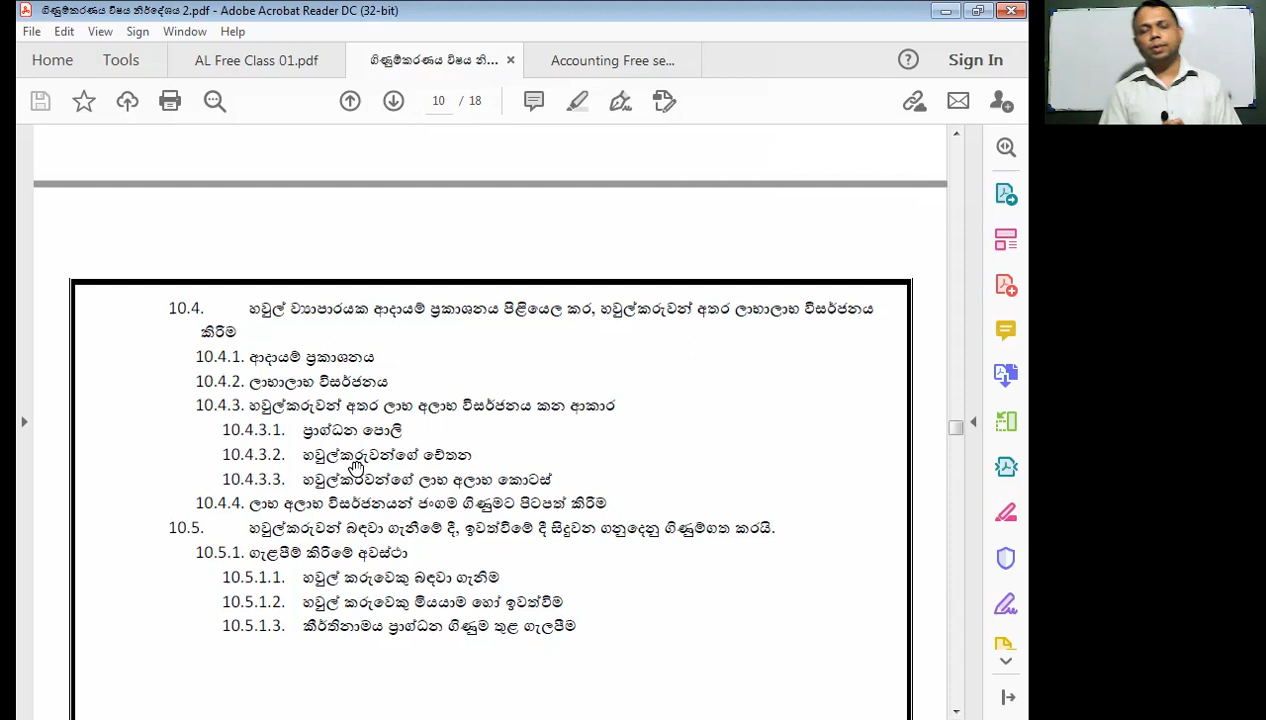 ගිණුම්කරණය විෂය නිර්දේශය 2.pdf - Adobe Acrobat Reader DC (32-bit)
File Edit View Sign Window Help
Home Tools AL Free Class 01.pdf ගිණුම්කරණය විෂය නි... × Accounting Free se... Sign In
10 / 18
10.4. හවුල් ව්‍යාපාරයක ආදායම් ප්‍රකාශනය පිළියෙල කර, හවුල්කරුවන් අතර ලාභාලාභ විසර්ජනය
කිරීම
10.4.1. ආදායම් ප්‍රකාශනය
10.4.2. ලාභාලාභ විසර්ජනය
10.4.3. හවුල්කරුවන් අතර ලාභ අලාභ විසර්ජනය කන ආකාර
10.4.3.1. ප්‍රාග්ධන පොලි
10.4.3.2. හවුල්කරුවන්ගේ වේතන
10.4.3.3. හවුල්කරවන්ගේ ලාභ අලාභ කොටස්
10.4.4. ලාභ අලාභ විසර්ජනයන් ජංගම ගිණුමට පිටපත් කිරීම
10.5. හවුල්කරුවන් බඳවා ගැනීමේ දී, ඉවත්වීමේ දී සිදුවන ගනුදෙනු ගිණුම්ගත කරයි.
10.5.1. ගැළපීම් කිරීමේ අවස්ථා
10.5.1.1. හවුල් කරුවෙකු බඳවා ගැනිම
10.5.1.2. හවුල් කරුවෙකු මියයාම හෝ ඉවත්වීම
10.5.1.3. කීර්තිනාමය ප්‍රාග්ධන ගිණුම තුළ ගැලපීම